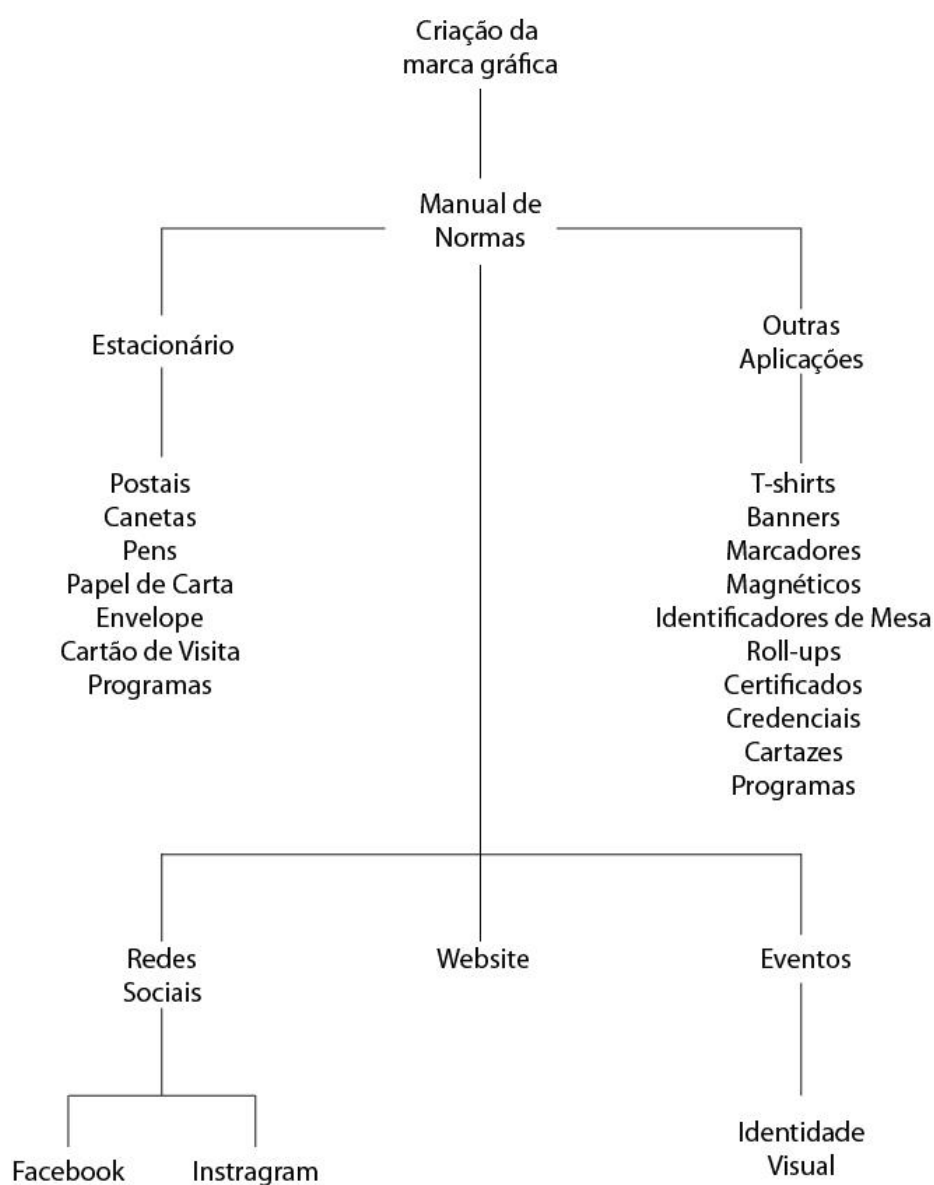 Criação da
marca gráfica
Manual de
Normas
Estacionário
Outras
Aplicações
Postais
Canetas
Pens
Papel de Carta
Envelope
Cartão de Visita
Programas
T-shirts
Banners
Marcadores
Magnéticos
Identificadores de Mesa
Roll-ups
Certificados
Credenciais
Cartazes
Programas
Redes
Sociais
Website
Eventos
Facebook
Instragram
Identidade
Visual